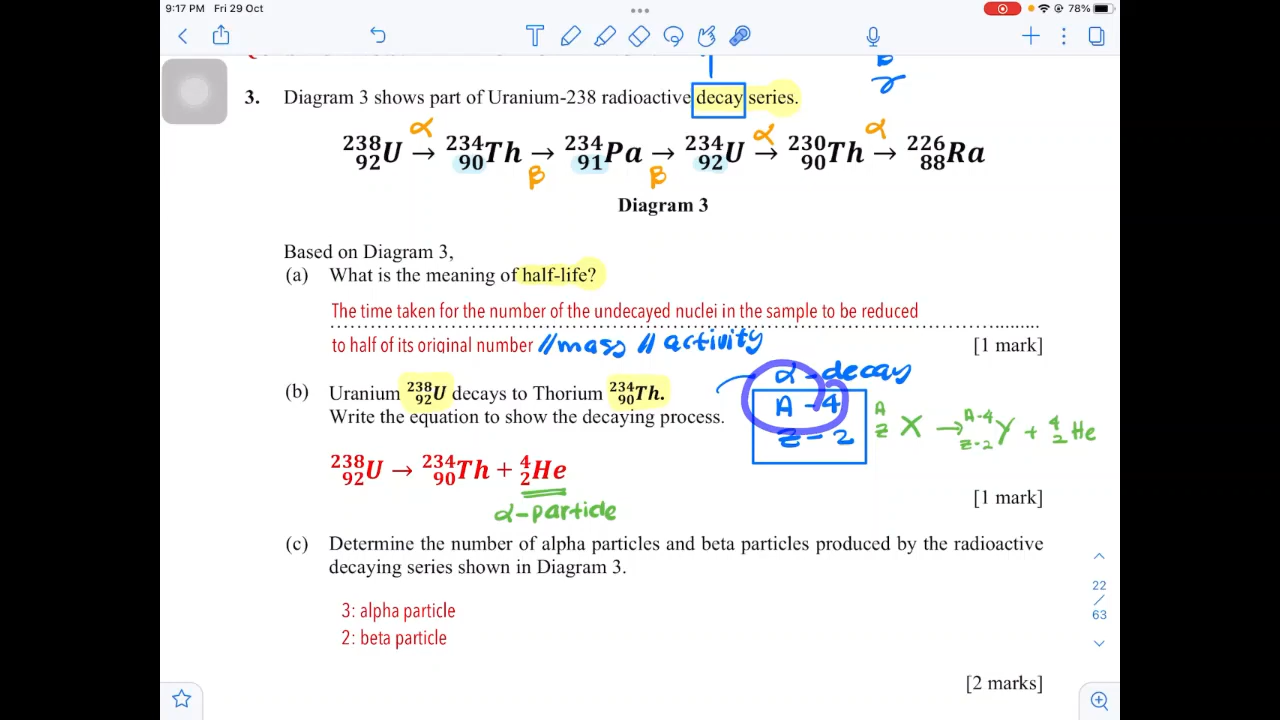 9:17 PM Fri 29 Oct
78%
T
β
γ
3. Diagram 3 shows part of Uranium-238 radioactive decay series.
α α α
²³⁸₉₂U → ²³⁴₉₀Th → ²³⁴₉₁Pa → ²³⁴₉₂U → ²³⁰₉₀Th → ²²⁶₈₈Ra
β β
Diagram 3
Based on Diagram 3,
(a) What is the meaning of half-life?
The time taken for the number of the undecayed nuclei in the sample to be reduced
to half of its original number //mass // activity [1 mark]
α - decay
(b) Uranium ²³⁸₉₂U decays to Thorium ²³⁴₉₀Th.
A - 4
Write the equation to show the decaying process.
Z - 2
ᴬ_Z X → ᴬ⁻⁴_Z₋₂ Y + ⁴₂He
²³⁸₉₂U → ²³⁴₉₀Th + ⁴₂He
[1 mark]
α-particle
(c) Determine the number of alpha particles and beta particles produced by the radioactive
decaying series shown in Diagram 3.
22
/
63
3: alpha particle
2: beta particle
[2 marks]